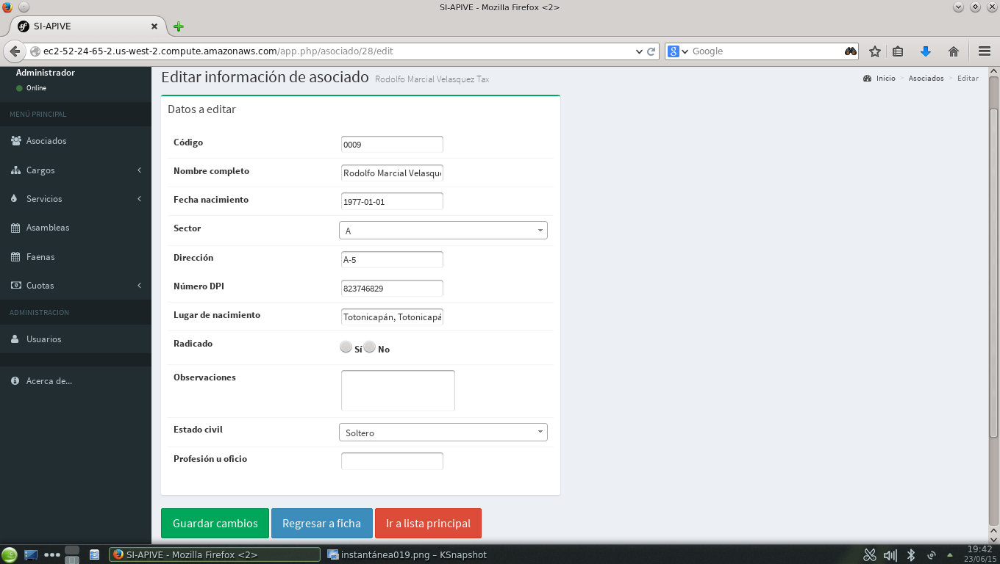 SI-APIVE - Mozilla Firefox <2>
SI-APIVE
ec2-52-24-65-2.us-west-2.compute.amazonaws.com/app.php/asociado/28/edit
Google
Administrador
Online
MENÚ PRINCIPAL
Asociados
Cargos
Servicios
Asambleas
Faenas
Cuotas
ADMINISTRACIÓN
Usuarios
Acerca de...
Editar información de asociado Rodolfo Marcial Velasquez Tax
Inicio > Asociados > Editar
Datos a editar
Código 0009
Nombre completo Rodolfo Marcial Velasque
Fecha nacimiento 1977-01-01
Sector A
Dirección A-5
Número DPI 823746829
Lugar de nacimiento Totonicapán, Totonicapá
Radicado Sí No
Observaciones
Estado civil Soltero
Profesión u oficio
Guardar cambios Regresar a ficha Ir a lista principal
SI-APIVE - Mozilla Firefox <2> instantánea019.png – KSnapshot
19:42
23/06/15